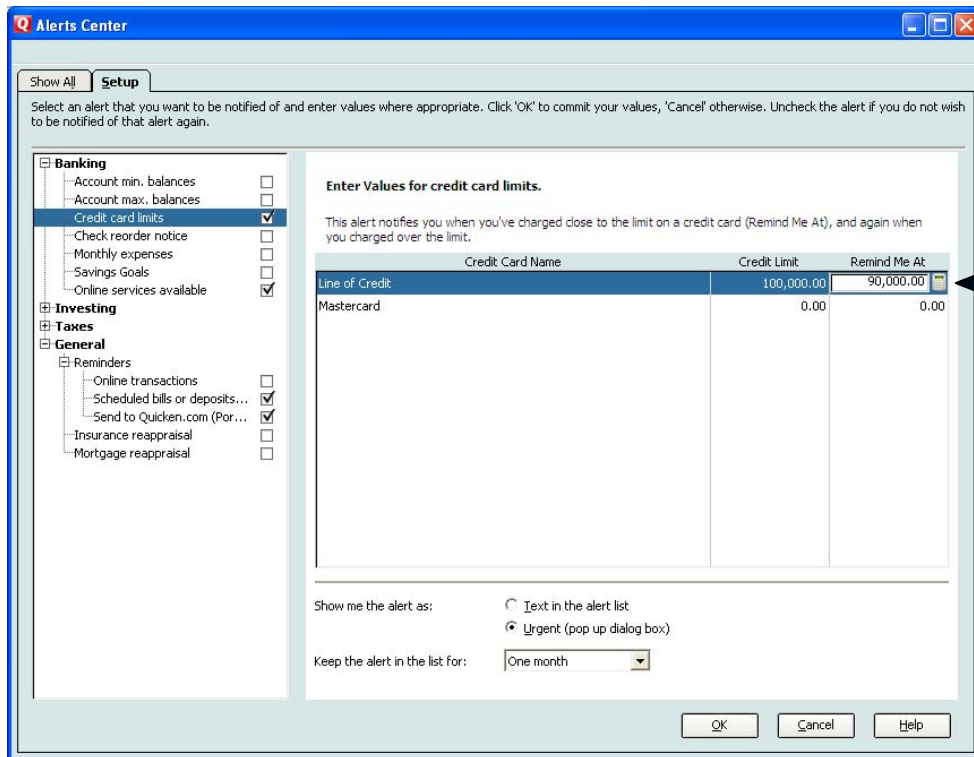 Alerts Center
Show All Setup
Select an alert that you want to be notified of and enter values where appropriate. Click 'OK' to commit your values, 'Cancel' otherwise. Uncheck the alert if you do not wish
to be notified of that alert again.
Banking
Account min. balances
Account max. balances
Credit card limits
Check reorder notice
Monthly expenses
Savings Goals
Online services available
Investing
Taxes
General
Reminders
Online transactions
Scheduled bills or deposits...
Send to Quicken.com (Por...
Insurance reappraisal
Mortgage reappraisal
Enter Values for credit card limits.
This alert notifies you when you've charged close to the limit on a credit card (Remind Me At), and again when
you charged over the limit.
Credit Card Name Credit Limit Remind Me At
Line of Credit 100,000.00 90,000.00
Mastercard 0.00 0.00
Show me the alert as: Text in the alert list
Urgent (pop up dialog box)
Keep the alert in the list for: One month
OK Cancel Help